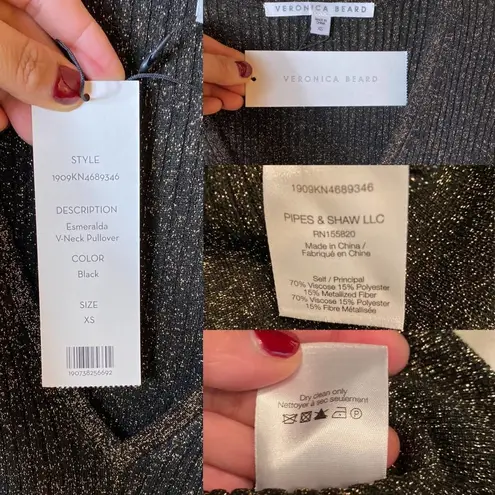 STYLE
1909KN4689346
DESCRIPTION
Esmeralda
V-Neck Pullover
COLOR
Black
SIZE
XS
190738256692
VERONICA BEARD
VERONICA BEARD
1909KN4689346
PIPES & SHAW LLC
RN155820
Made in China /
Fabriqué en Chine
Self / Principal
70% Viscose 15% Polyester
15% Metallized Fiber
70% Viscose 15% Polyester
15% Fibre Métallisée
Dry clean only
Nettoyer à sec seulement